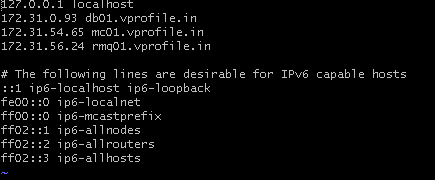 127.0.0.1 localhost
172.31.0.93 db01.vprofile.in
172.31.54.65 mc01.vprofile.in
172.31.56.24 rmq01.vprofile.in

# The following lines are desirable for IPv6 capable hosts
::1 ip6-localhost ip6-loopback
fe00::0 ip6-localnet
ff00::0 ip6-mcastprefix
ff02::1 ip6-allnodes
ff02::2 ip6-allrouters
ff02::3 ip6-allhosts
~